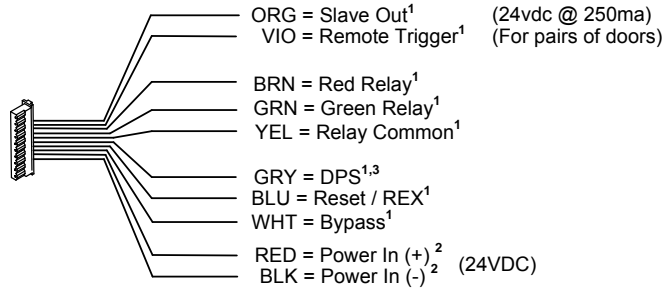 ORG = Slave Out¹ (24vdc @ 250ma)
VIO = Remote Trigger¹ (For pairs of doors)
BRN = Red Relay¹
GRN = Green Relay¹
YEL = Relay Common¹
GRY = DPS¹,³
BLU = Reset / REX¹
WHT = Bypass¹
RED = Power In (+) ²
BLK = Power In (-) ² (24VDC)